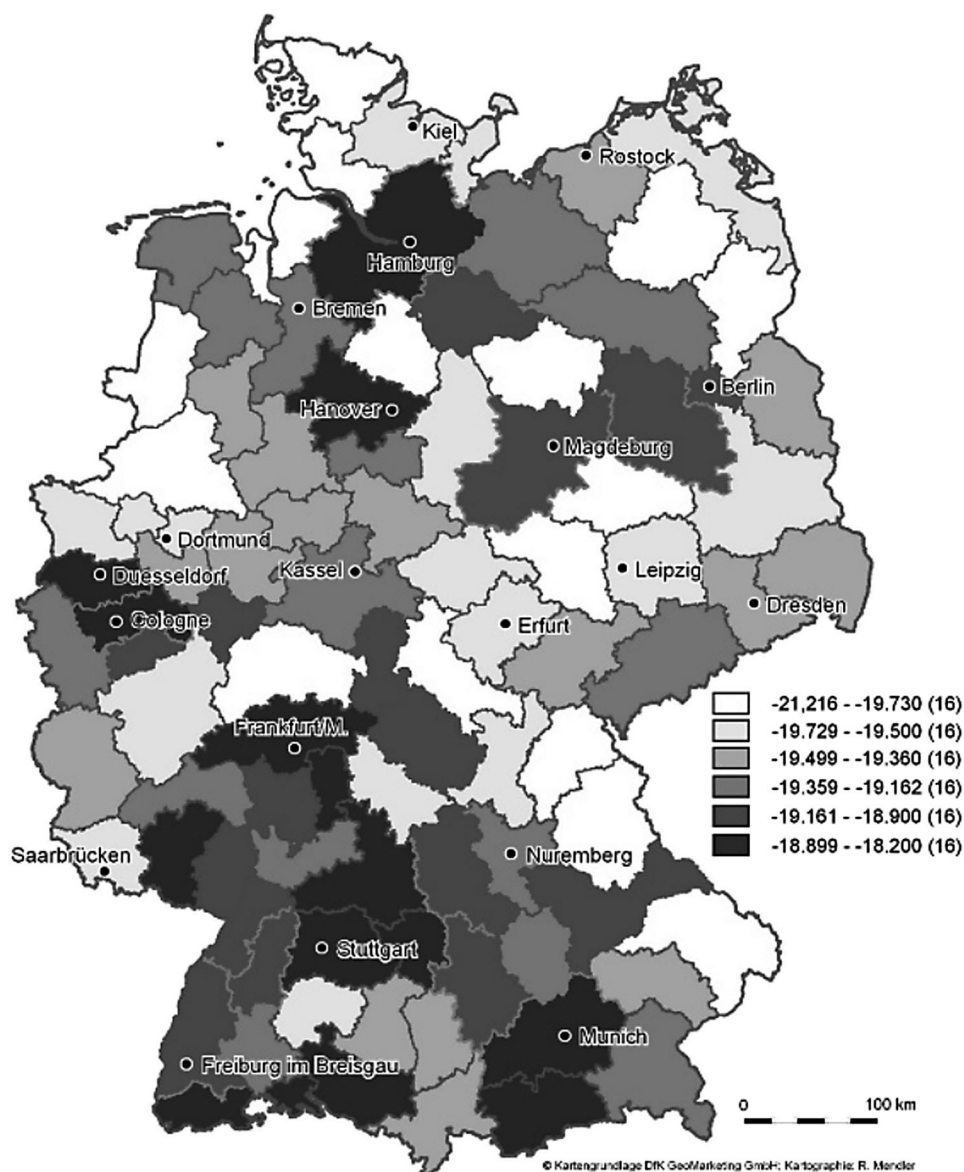 Kiel
Rostock
Hamburg
Bremen
Berlin
Hanover
Magdeburg
Dortmund
Duesseldorf
Kassel
Leipzig
Cologne
Erfurt
Dresden
-21,216 - -19.730 (16)
-19.729 - -19.500 (16)
-19.499 - -19.360 (16)
-19.359 - -19.162 (16)
-19.161 - -18.900 (16)
-18.899 - -18.200 (16)
Frankfurt/M.
Saarbrücken
Nuremberg
Stuttgart
Munich
Freiburg im Breisgau
0 100 km
© Kartengrundlage DfK GeoMarketing GmbH; Kartographie: R. Mendler